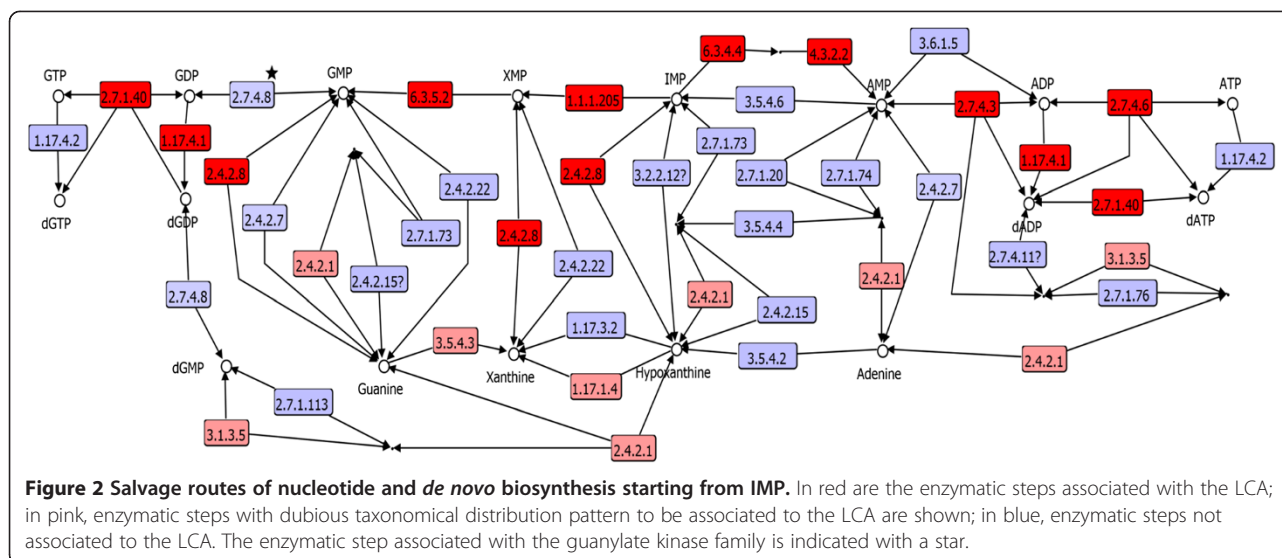 6.3.4.4
4.3.2.2
3.6.1.5
GTP
GDP
GMP
XMP
IMP
AMP
ADP
ATP
2.7.1.40
2.7.4.8
6.3.5.2
1.1.1.205
3.5.4.6
2.7.4.3
2.7.4.6
1.17.4.2
1.17.4.1
2.7.1.73
1.17.4.1
1.17.4.2
2.4.2.8
2.4.2.7
2.4.2.22
2.4.2.8
3.2.2.12?
2.7.1.20
2.7.1.74
2.4.2.7
dGTP
dGDP
2.7.1.73
2.4.2.8
3.5.4.4
dADP
2.7.1.40
dATP
2.4.2.1
2.4.2.15?
2.4.2.22
2.4.2.1
2.4.2.1
2.7.4.11?
3.1.3.5
2.7.4.8
2.4.2.15
2.7.1.76
3.5.4.3
1.17.3.2
3.5.4.2
2.4.2.1
dGMP
Guanine
Xanthine
Hypoxanthine
Adenine
1.17.1.4
2.7.1.113
3.1.3.5
2.4.2.1
Figure 2 Salvage routes of nucleotide and de novo biosynthesis starting from IMP. In red are the enzymatic steps associated with the LCA;
in pink, enzymatic steps with dubious taxonomical distribution pattern to be associated to the LCA are shown; in blue, enzymatic steps not
associated to the LCA. The enzymatic step associated with the guanylate kinase family is indicated with a star.